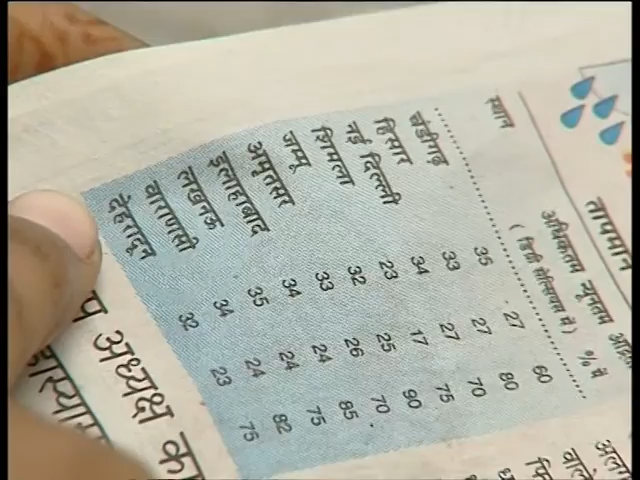 तापमान
स्थान अधिकतम न्यूनतम
(डिग्री सेल्सियस में) % में
चंडीगढ़ 35 27 60
हिसार 33 27 80
नई दिल्ली 34 27 70
शिमला 23 17 75
जम्मू 32 25 90
अमृतसर 33 26 70
इलाहाबाद 34 24 85
लखनऊ 35 24 75
वाराणसी 34 24 82
देहरादून 32 23 75
अध्यक्ष का